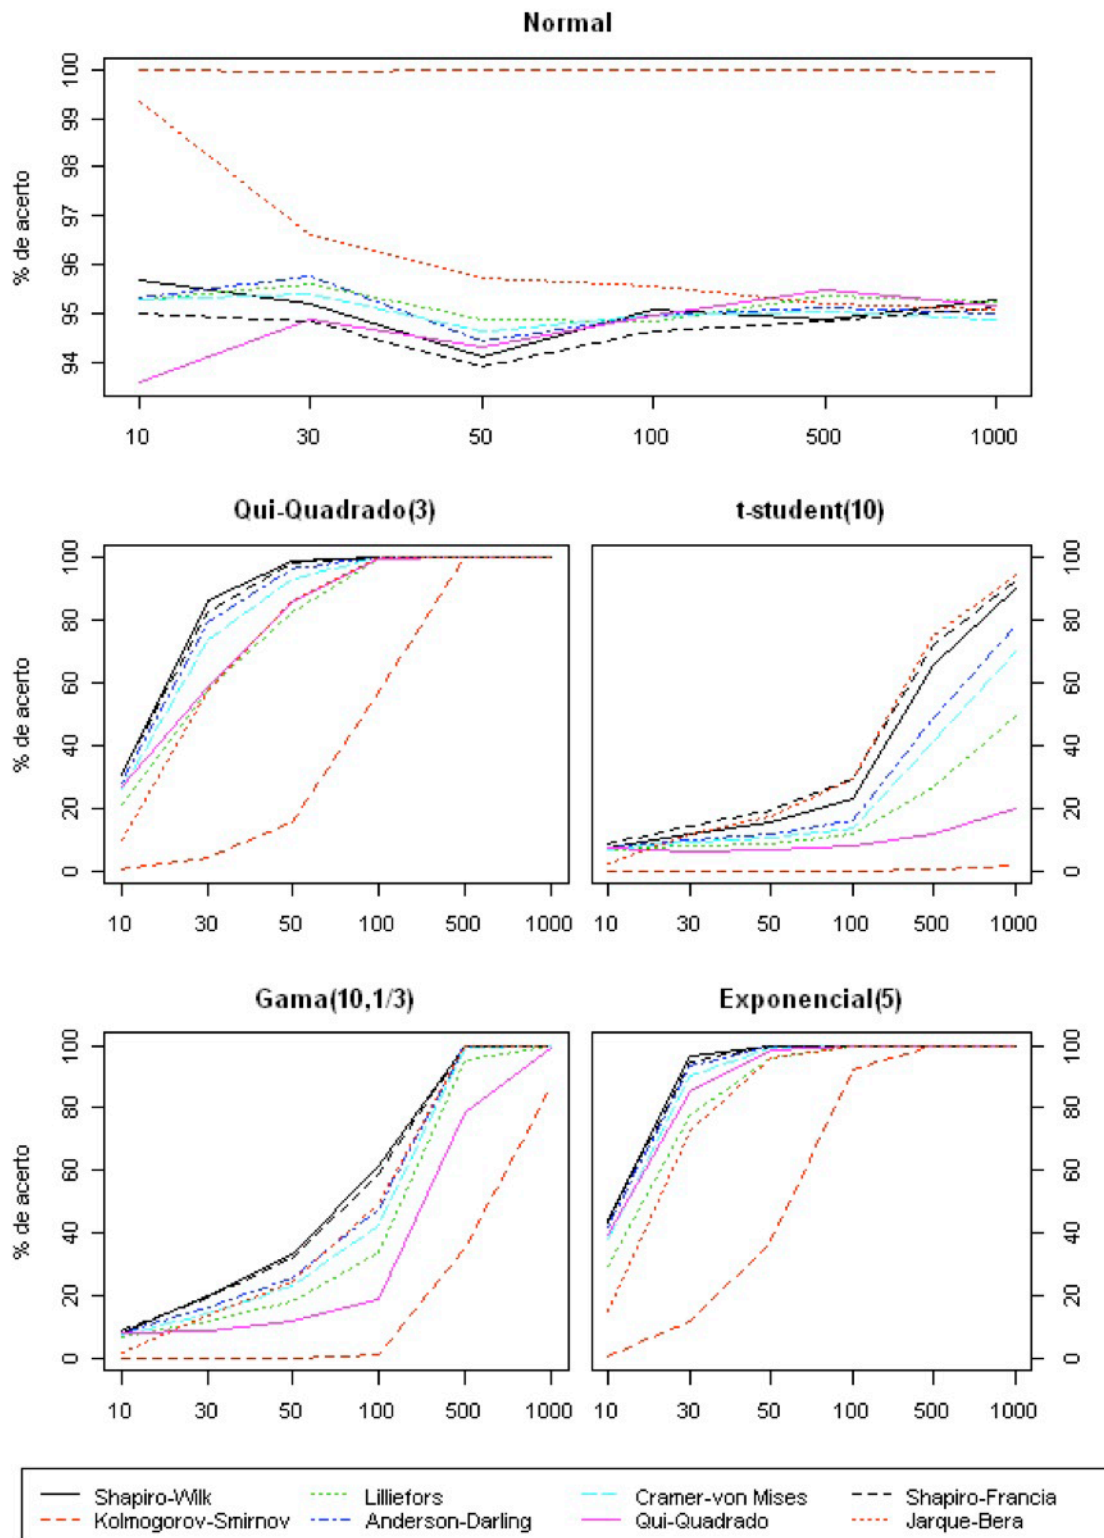 Normal
% de acerto
100
99
98
97
96
95
94
10 30 50 100 500 1000
Qui-Quadrado(3)
% de acerto
100
80
60
40
20
0
10 30 50 100 500 1000
t-student(10)
100
80
60
40
20
0
10 30 50 100 500 1000
Gama(10,1/3)
% de acerto
100
80
60
40
20
0
10 30 50 100 500 1000
Exponencial(5)
100
80
60
40
20
0
10 30 50 100 500 1000
Shapiro-Wilk Lilliefors Cramer-von Mises Shapiro-Francia
Kolmogorov-Smirnov Anderson-Darling Qui-Quadrado Jarque-Bera